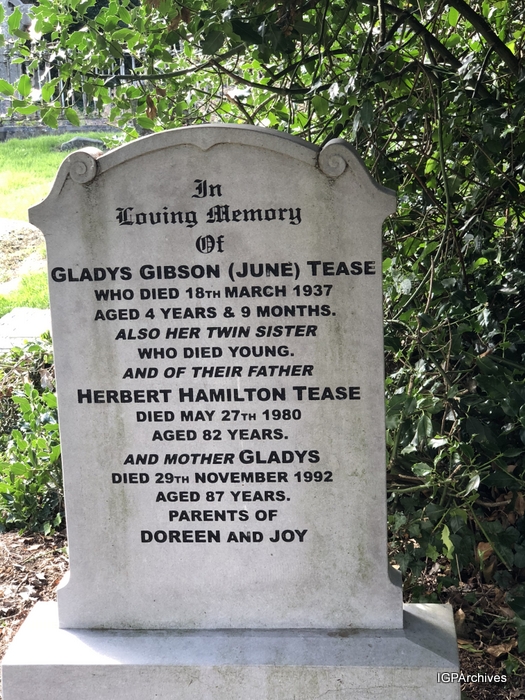 In
Loving Memory
Of
GLADYS GIBSON (JUNE) TEASE
WHO DIED 18TH MARCH 1937
AGED 4 YEARS & 9 MONTHS.
ALSO HER TWIN SISTER
WHO DIED YOUNG.
AND OF THEIR FATHER
HERBERT HAMILTON TEASE
DIED MAY 27TH 1980
AGED 82 YEARS.
AND MOTHER GLADYS
DIED 29TH NOVEMBER 1992
AGED 87 YEARS.
PARENTS OF
DOREEN AND JOY
IGPArchives